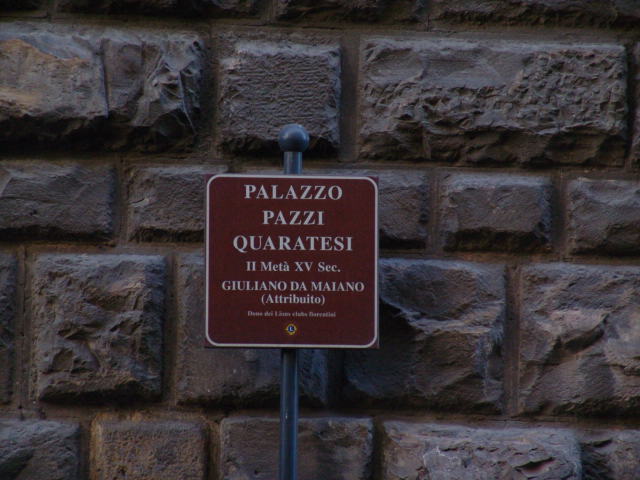 PALAZZO
PAZZI
QUARATESI
II Metà XV Sec.
GIULIANO DA MAIANO
(Attribuito)
Dono dei Lions clubs fiorentini